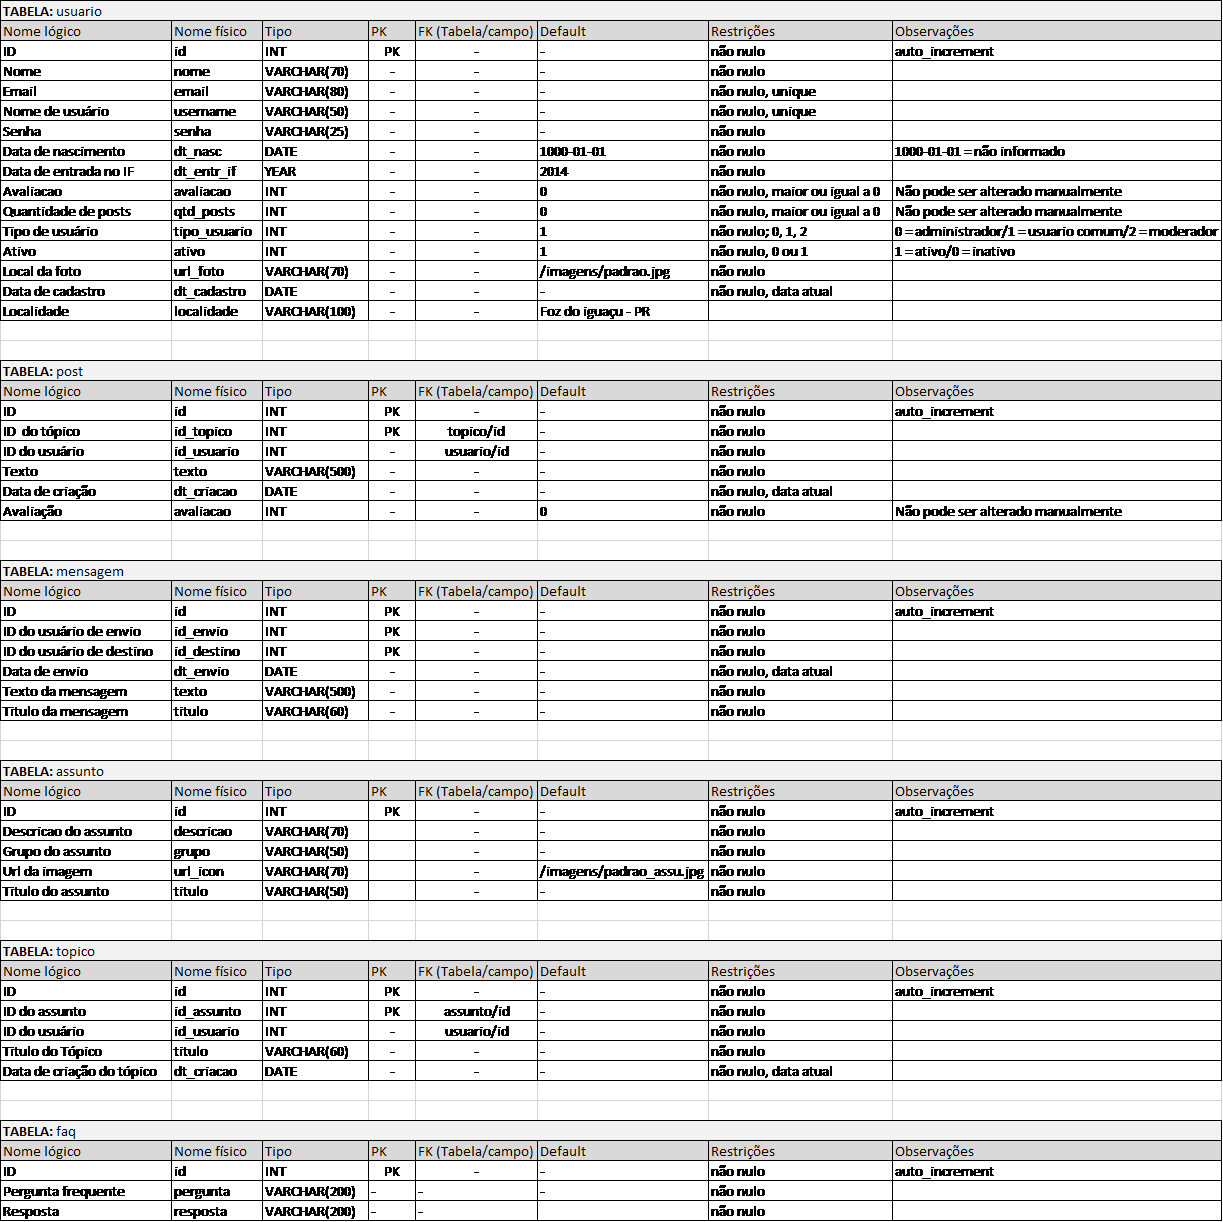 TABELA: usuario
Nome lógico Nome físico Tipo PK FK (Tabela/campo) Default Restrições Observações
ID id INT PK - - não nulo auto_increment
Nome nome VARCHAR(70) - - - não nulo
Email email VARCHAR(80) - - - não nulo, unique
Nome de usuário username VARCHAR(50) - - - não nulo, unique
Senha senha VARCHAR(25) - - - não nulo
Data de nascimento dt_nasc DATE - - 1000-01-01 não nulo 1000-01-01 = não informado
Data de entrada no IF dt_entr_if YEAR - - 2014 não nulo
Avaliacao avaliacao INT - - 0 não nulo, maior ou igual a 0 Não pode ser alterado manualmente
Quantidade de posts qtd_posts INT - - 0 não nulo, maior ou igual a 0 Não pode ser alterado manualmente
Tipo de usuário tipo_usuario INT - - 1 não nulo; 0, 1, 2 0 = administrador/1 = usuario comum/2 = moderador
Ativo ativo INT - - 1 não nulo, 0 ou 1 1 = ativo/0 = inativo
Local da foto url_foto VARCHAR(70) - - /imagens/padrao.jpg não nulo
Data de cadastro dt_cadastro DATE - - - não nulo, data atual
Localidade localidade VARCHAR(100) - - Foz do iguaçu - PR
TABELA: post
Nome lógico Nome físico Tipo PK FK (Tabela/campo) Default Restrições Observações
ID id INT PK - - não nulo auto_increment
ID do tópico id_topico INT PK topico/id - não nulo
ID do usuário id_usuario INT - usuario/id - não nulo
Texto texto VARCHAR(500) - - - não nulo
Data de criação dt_criacao DATE - - - não nulo, data atual
Avaliação avaliacao INT - - 0 não nulo Não pode ser alterado manualmente
TABELA: mensagem
Nome lógico Nome físico Tipo PK FK (Tabela/campo) Default Restrições Observações
ID id INT PK - - não nulo auto_increment
ID do usuário de envio id_envio INT PK - - não nulo
ID do usuário de destino id_destino INT PK - - não nulo
Data de envio dt_envio DATE - - - não nulo, data atual
Texto da mensagem texto VARCHAR(500) - - - não nulo
Título da mensagem titulo VARCHAR(60) - - - não nulo
TABELA: assunto
Nome lógico Nome físico Tipo PK FK (Tabela/campo) Default Restrições Observações
ID id INT PK - - não nulo auto_increment
Descricao do assunto descricao VARCHAR(70) - - não nulo
Grupo do assunto grupo VARCHAR(50) - - não nulo
Url da imagem url_icon VARCHAR(70) - /imagens/padrao_assu.jpg não nulo
Título do assunto titulo VARCHAR(50) - - não nulo
TABELA: topico
Nome lógico Nome físico Tipo PK FK (Tabela/campo) Default Restrições Observações
ID id INT PK - - não nulo auto_increment
ID do assunto id_assunto INT PK assunto/id - não nulo
ID do usuário id_usuario INT - usuario/id - não nulo
Título do Tópico titulo VARCHAR(60) - - - não nulo
Data de criação do tópico dt_criacao DATE - - - não nulo, data atual
TABELA: faq
Nome lógico Nome físico Tipo PK FK (Tabela/campo) Default Restrições Observações
ID id INT PK - - não nulo auto_increment
Pergunta frequente pergunta VARCHAR(200) - - - não nulo
Resposta resposta VARCHAR(200) - - não nulo